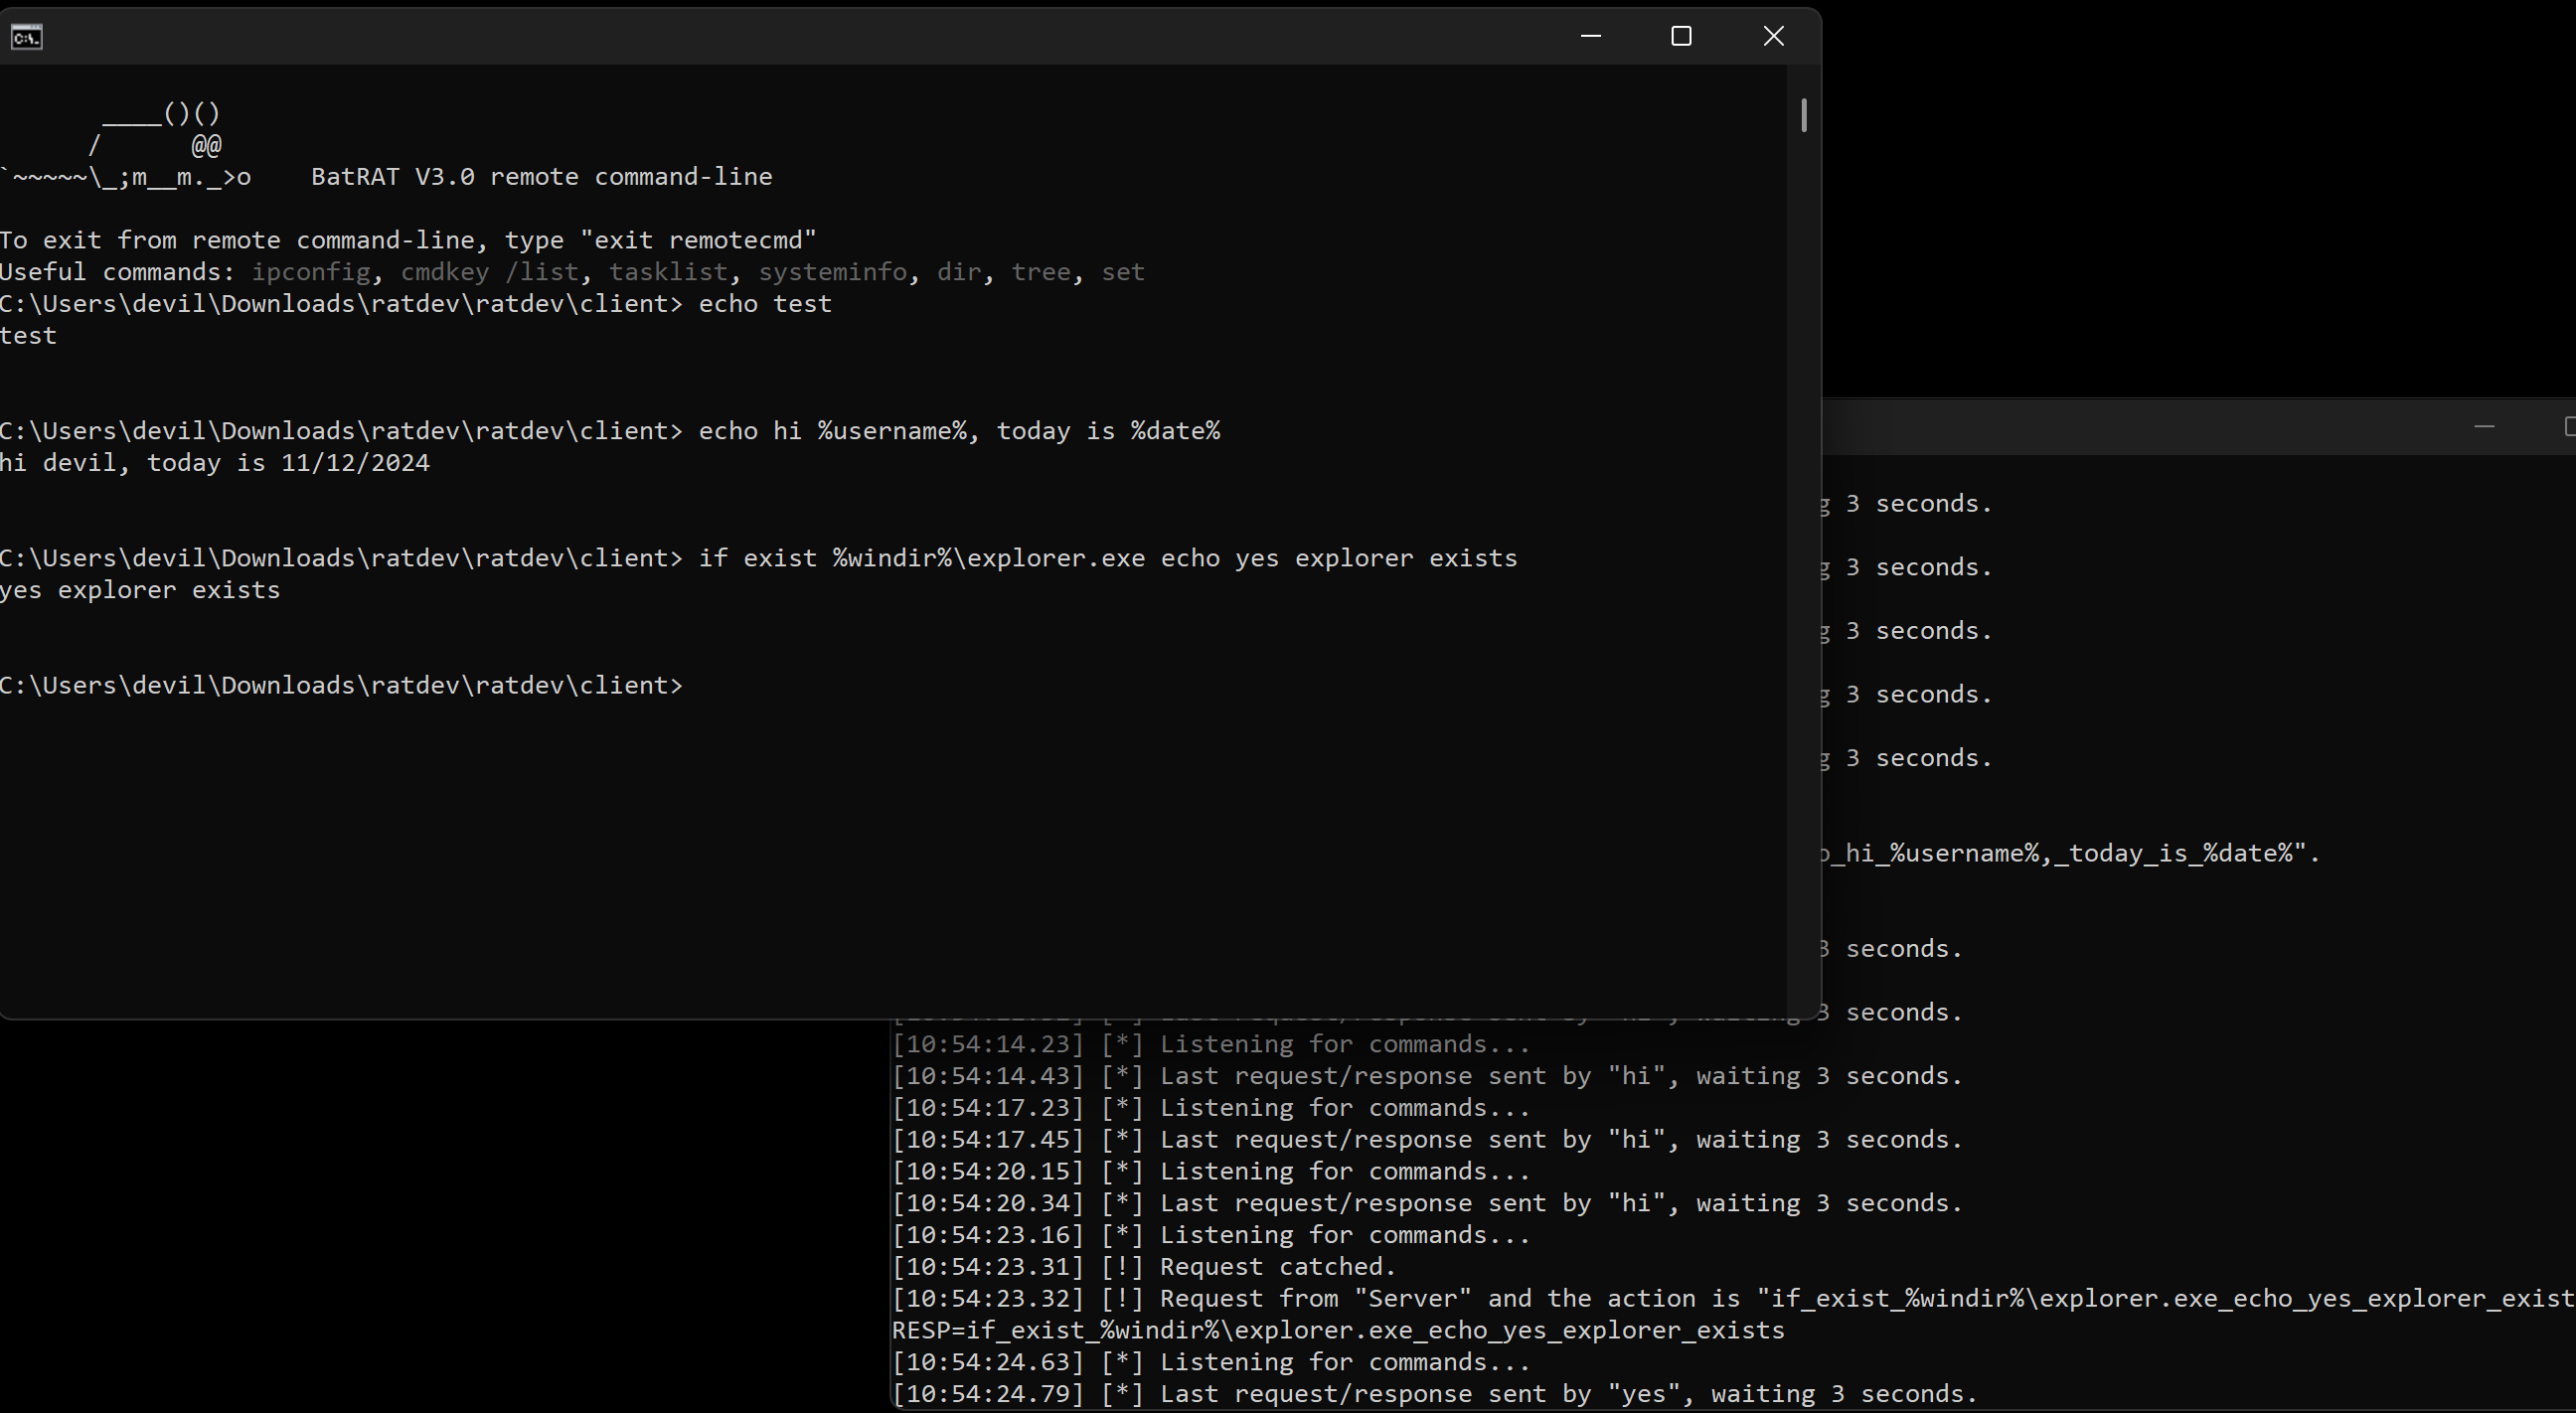 ____()()
/ @@
`~~~~~\_;m__m._>o BatRAT V3.0 remote command-line
To exit from remote command-line, type "exit remotecmd"
Useful commands: ipconfig, cmdkey /list, tasklist, systeminfo, dir, tree, set
C:\Users\devil\Downloads\ratdev\ratdev\client> echo test
test
C:\Users\devil\Downloads\ratdev\ratdev\client> echo hi %username%, today is %date%
hi devil, today is 11/12/2024
C:\Users\devil\Downloads\ratdev\ratdev\client> if exist %windir%\explorer.exe echo yes explorer exists
yes explorer exists
C:\Users\devil\Downloads\ratdev\ratdev\client>
g 3 seconds.
g 3 seconds.
g 3 seconds.
g 3 seconds.
g 3 seconds.
o_hi_%username%,_today_is_%date%".
3 seconds.
3 seconds.
[10:54:14.23] [*] Listening for commands...
[10:54:14.43] [*] Last request/response sent by "hi", waiting 3 seconds.
[10:54:17.23] [*] Listening for commands...
[10:54:17.45] [*] Last request/response sent by "hi", waiting 3 seconds.
[10:54:20.15] [*] Listening for commands...
[10:54:20.34] [*] Last request/response sent by "hi", waiting 3 seconds.
[10:54:23.16] [*] Listening for commands...
[10:54:23.31] [!] Request catched.
[10:54:23.32] [!] Request from "Server" and the action is "if_exist_%windir%\explorer.exe_echo_yes_explorer_exist
RESP=if_exist_%windir%\explorer.exe_echo_yes_explorer_exists
[10:54:24.63] [*] Listening for commands...
[10:54:24.79] [*] Last request/response sent by "yes", waiting 3 seconds.